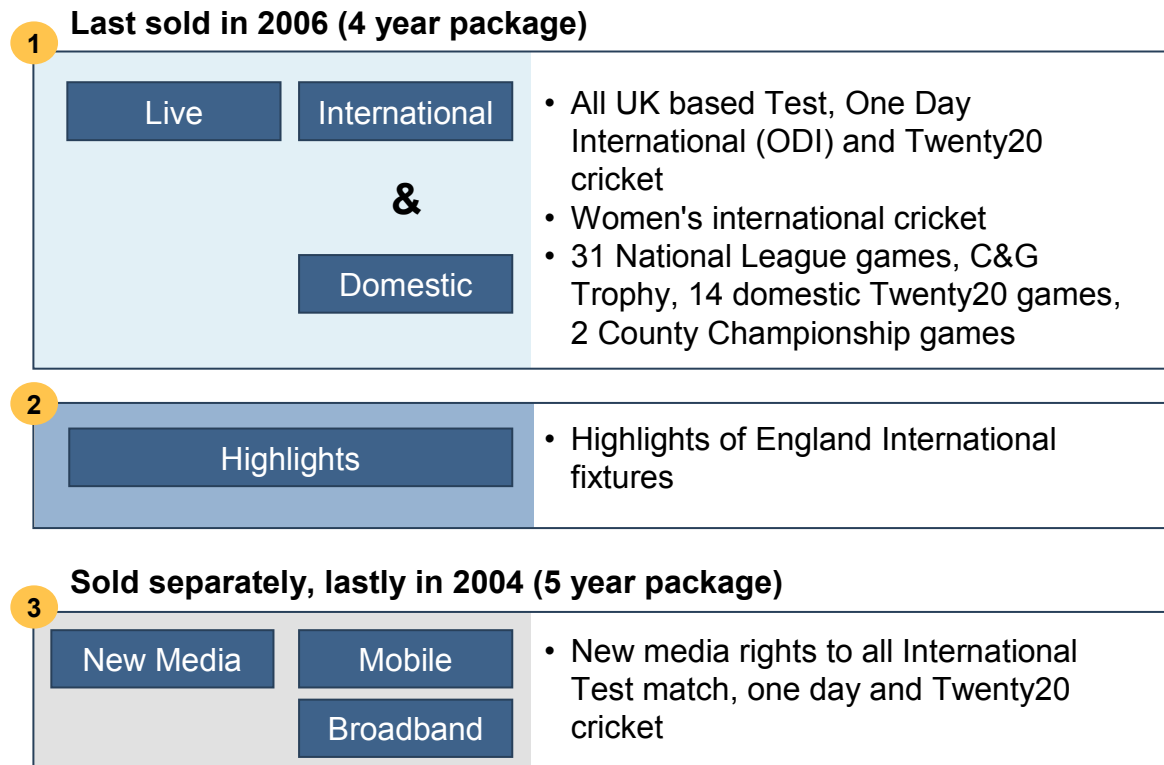 Last sold in 2006 (4 year package)
1
Live
International
&
Domestic
• All UK based Test, One Day
International (ODI) and Twenty20
cricket
• Women's international cricket
• 31 National League games, C&G
Trophy, 14 domestic Twenty20 games,
2 County Championship games
2
Highlights
• Highlights of England International
fixtures
Sold separately, lastly in 2004 (5 year package)
3
New Media
Mobile
Broadband
• New media rights to all International
Test match, one day and Twenty20
cricket